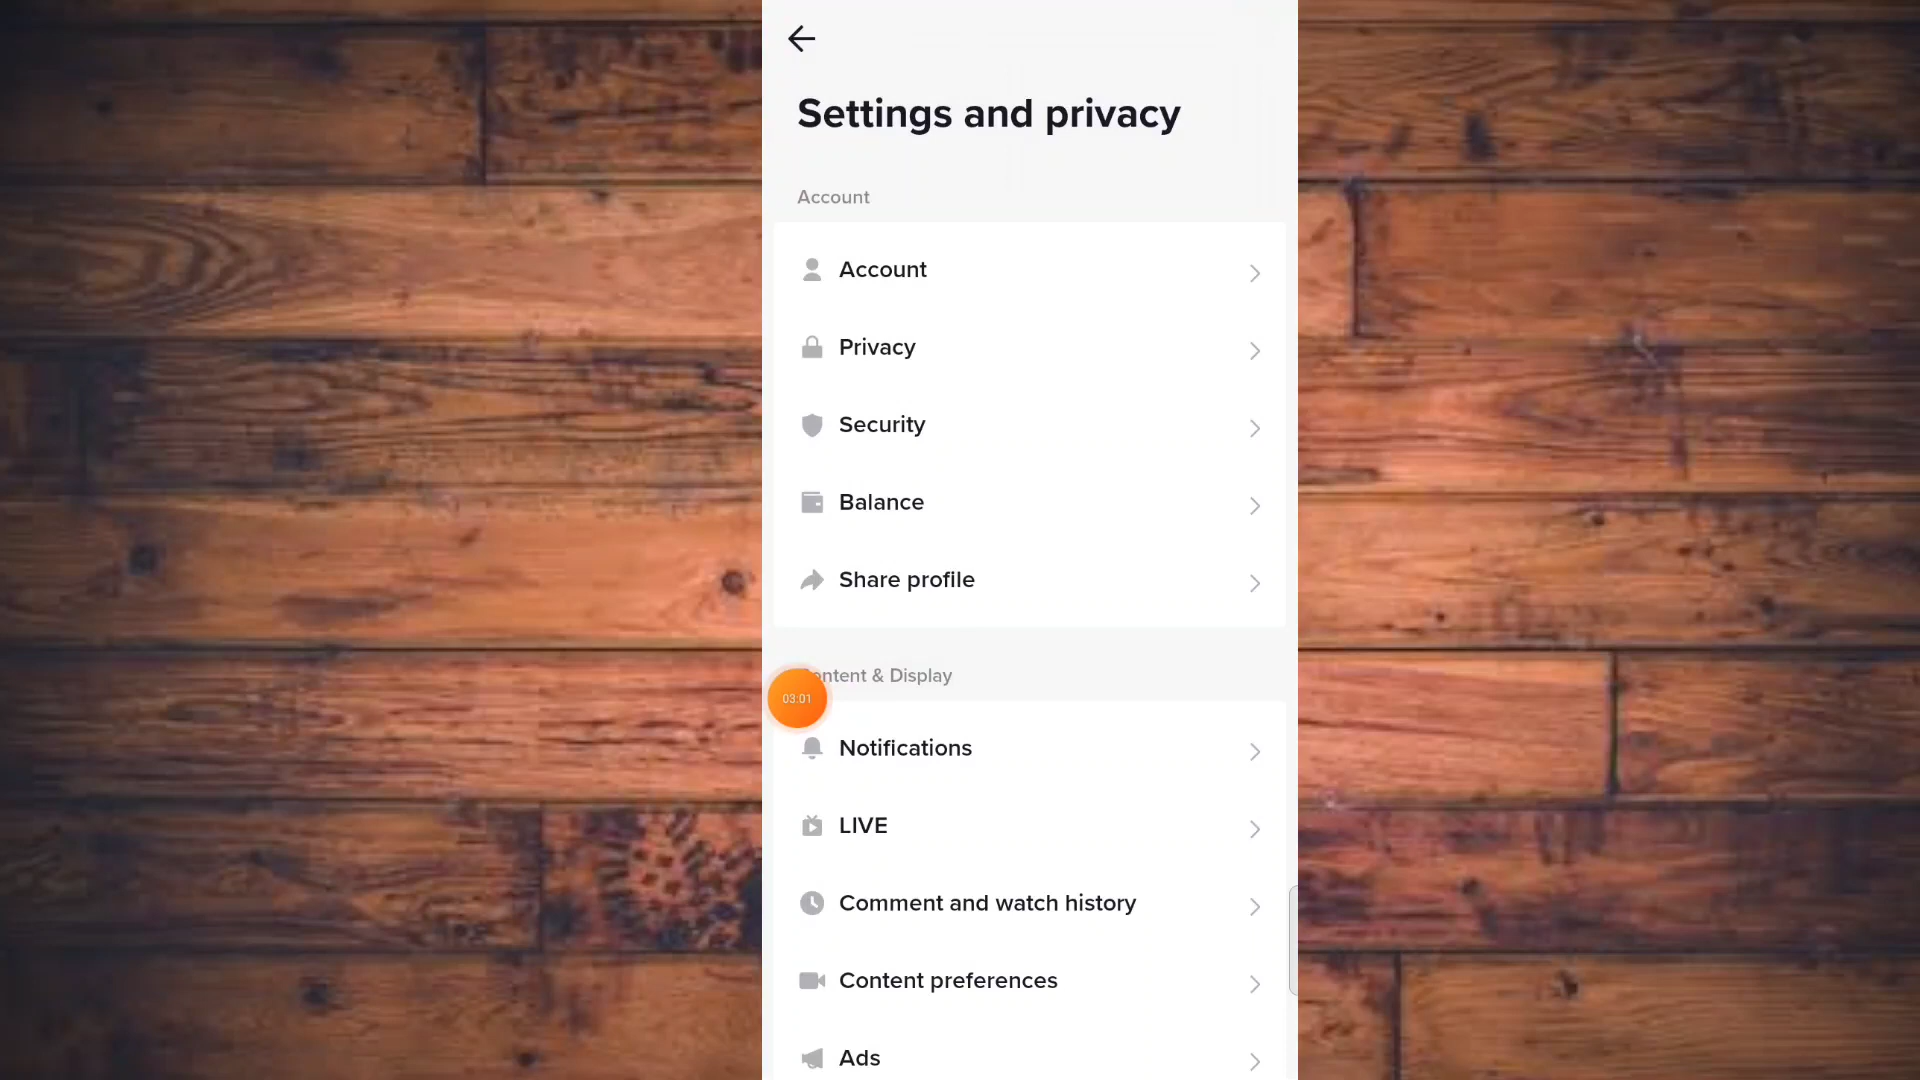 Settings and privacy
Account
Account
Privacy
Security
Balance
Share profile
ntent & Display
03:01
Notifications
LIVE
Comment and watch history
Content preferences
Ads